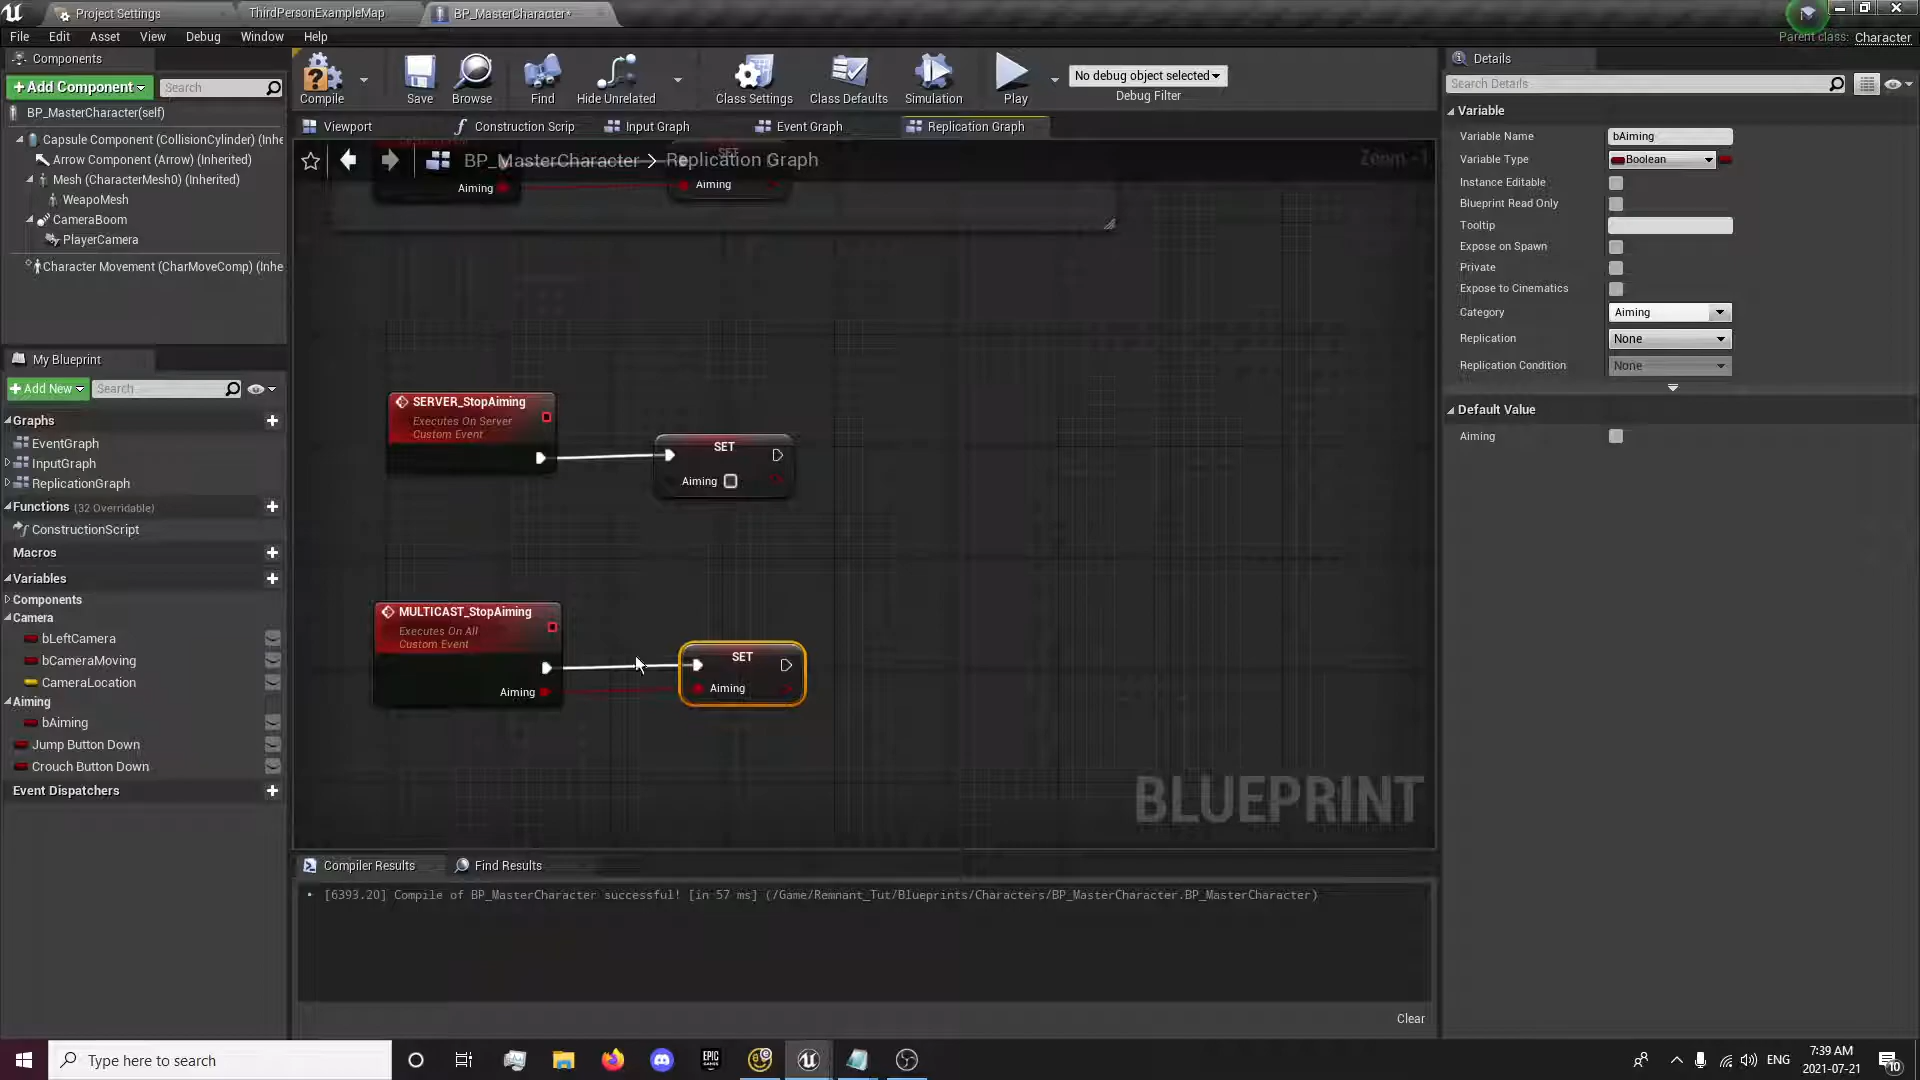 Project Settings
ThirdPersonExampleMap
BP_MasterCharacter*
File Edit Asset View Debug Window Help
Parent class: Character
Components
+Add Component
Search
BP_MasterCharacter(self)
Capsule Component (CollisionCylinder) (Inhe
Arrow Component (Arrow) (Inherited)
Mesh (CharacterMesh0) (Inherited)
WeapoMesh
CameraBoom
PlayerCamera
Character Movement (CharMoveComp) (Inhe
Compile
Save
Browse
Find
Hide Unrelated
Class Settings
Class Defaults
Simulation
Play
No debug object selected
Debug Filter
Viewport
Construction Scrip
Input Graph
Event Graph
Replication Graph
BP_MasterCharacter > Replication Graph
Zoom -1
SET
Aiming
Aiming
SERVER_StopAiming
Executes On Server
Custom Event
SET
Aiming
MULTICAST_StopAiming
Executes On All
Custom Event
Aiming
SET
Aiming
BLUEPRINT
My Blueprint
+Add New
Search
Graphs
EventGraph
InputGraph
ReplicationGraph
Functions (32 Overridable)
ConstructionScript
Macros
Variables
Components
Camera
bLeftCamera
bCameraMoving
CameraLocation
Aiming
bAiming
Jump Button Down
Crouch Button Down
Event Dispatchers
Compiler Results
Find Results
[6393.20] Compile of BP_MasterCharacter successful! [in 57 ms] (/Game/Remnant_Tut/Blueprints/Characters/BP_MasterCharacter.BP_MasterCharacter)
Clear
Details
Search Details
Variable
Variable Name bAiming
Variable Type Boolean
Instance Editable
Blueprint Read Only
Tooltip
Expose on Spawn
Private
Expose to Cinematics
Category Aiming
Replication None
Replication Condition None
Default Value
Aiming
Type here to search
EPIC
GAMES
ENG
7:39 AM
2021-07-21
10